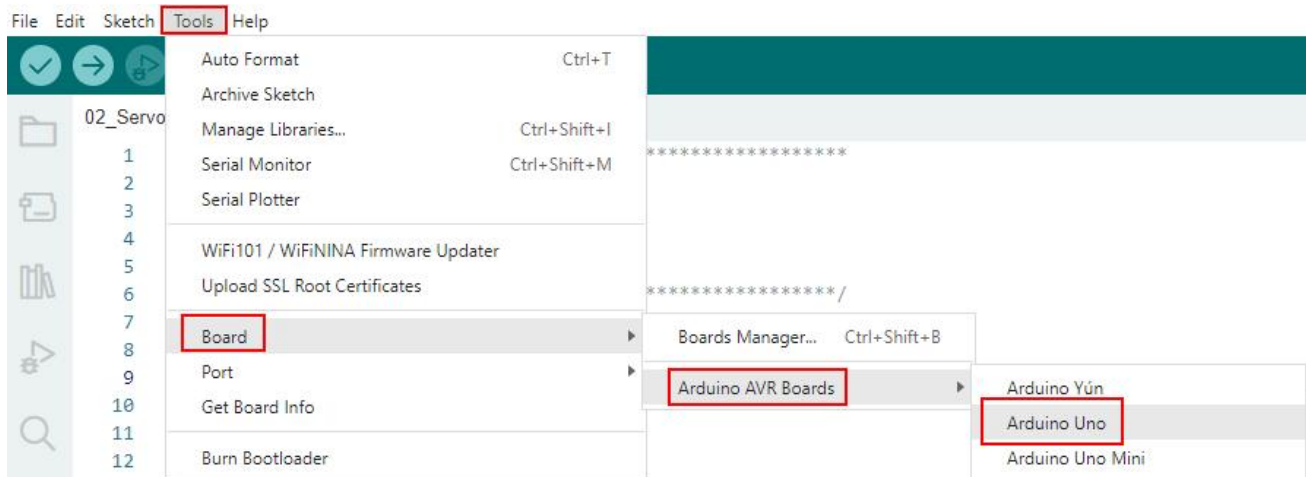 File Edit Sketch Tools Help
Auto Format Ctrl+T
Archive Sketch
02_Servo
Manage Libraries... Ctrl+Shift+I
1 ******************
Serial Monitor Ctrl+Shift+M
2
Serial Plotter
3
4
WiFi101 / WiFiNINA Firmware Updater
5
Upload SSL Root Certificates
6 *****************/
7
Board
Boards Manager... Ctrl+Shift+B
8
Port
9
Arduino AVR Boards
Arduino Yún
10
Get Board Info
Arduino Uno
11
12
Burn Bootloader
Arduino Uno Mini